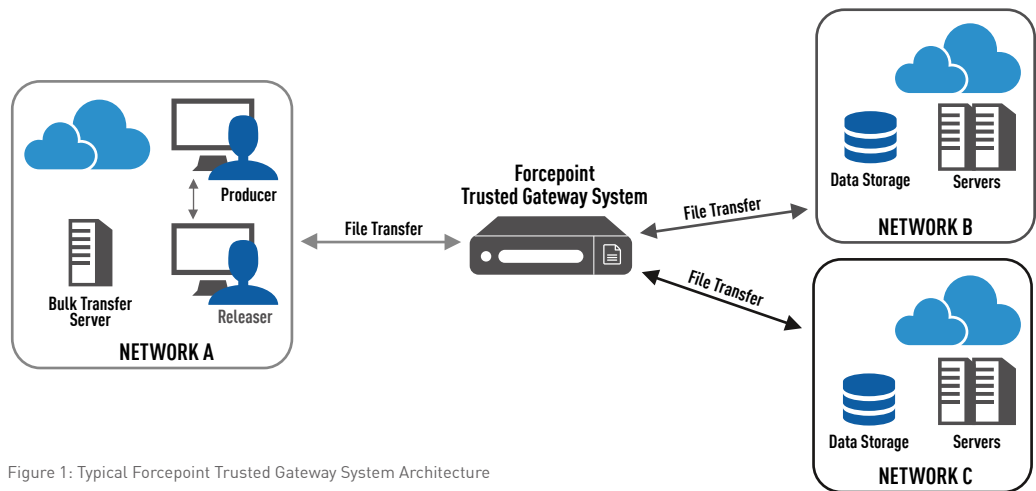 Producer
Releaser
Bulk Transfer
Server
NETWORK A
File Transfer
Forcepoint
Trusted Gateway System
File Transfer
File Transfer
Data Storage
Servers
NETWORK B
Data Storage
Servers
NETWORK C
Figure 1: Typical Forcepoint Trusted Gateway System Architecture